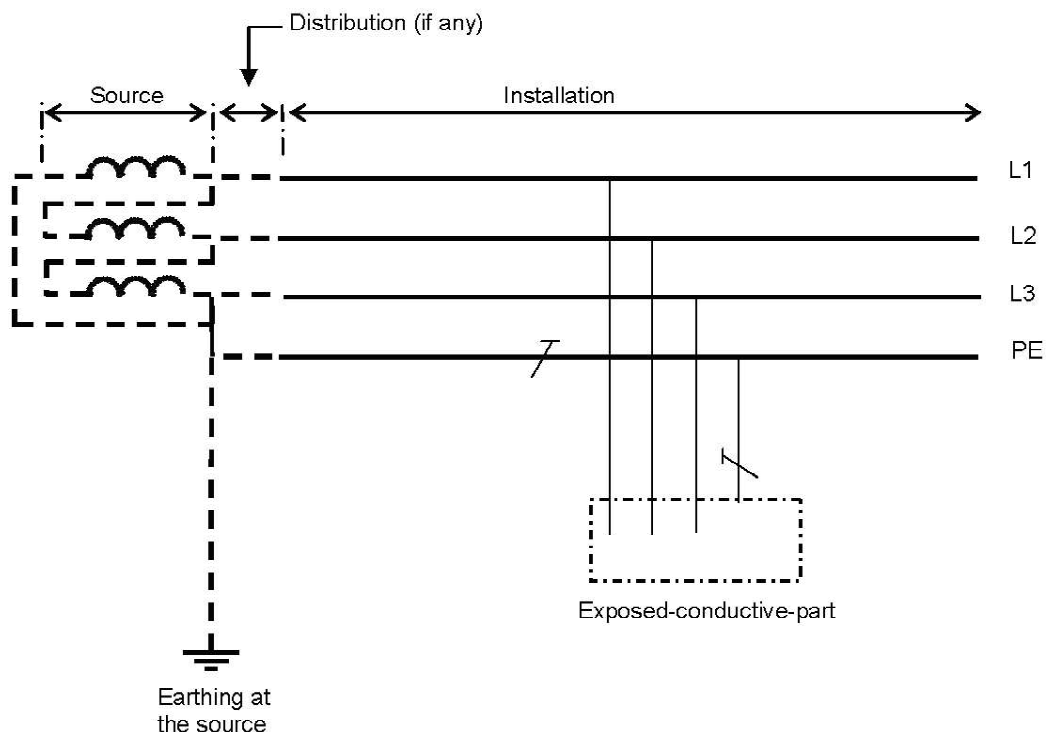 Distribution (if any)
Source
Installation
L1
L2
L3
PE
Exposed-conductive-part
Earthing at
the source